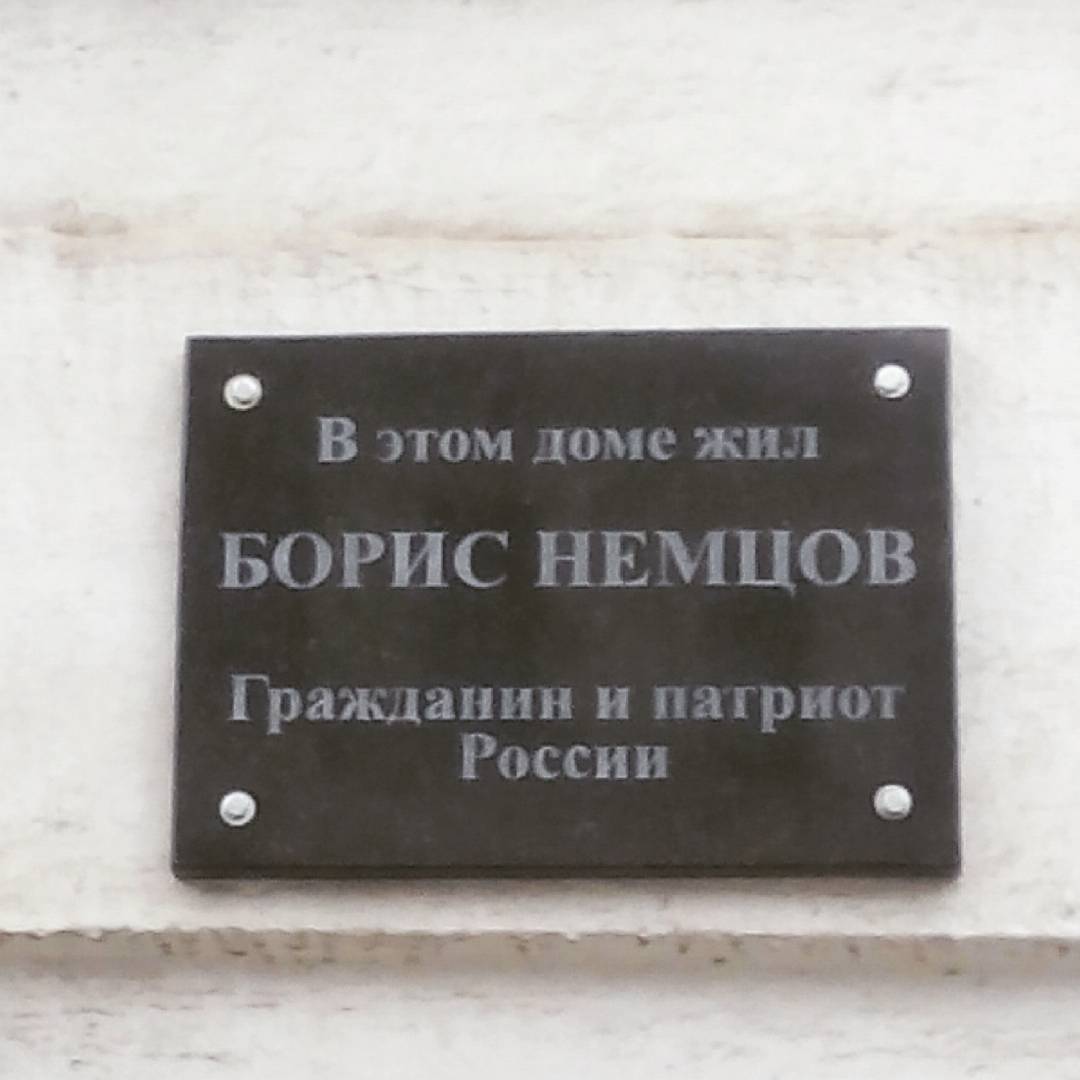 В этом доме жил
БОРИС НЕМЦОВ
Гражданин и патриот
России